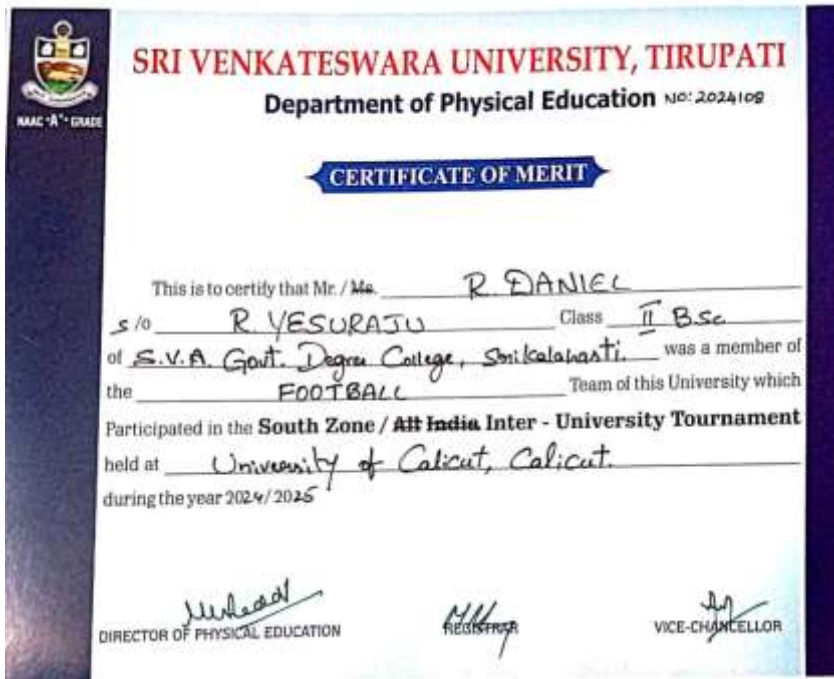 SRI VENKATESWARA UNIVERSITY, TIRUPATI
Department of Physical Education NO: 2024108
NAAC "A+" GRADE
CERTIFICATE OF MERIT
This is to certify that Mr. / Ms. R. DANIEL
S/o R. YESURAJU Class II B.Sc
of S.V.A. Govt. Degree College, Srikalahasti. was a member of
the FOOTBALL Team of this University which
Participated in the South Zone / All India Inter - University Tournament
held at University of Calicut, Calicut.
during the year 2024/2025
DIRECTOR OF PHYSICAL EDUCATION
REGISTRAR
VICE-CHANCELLOR